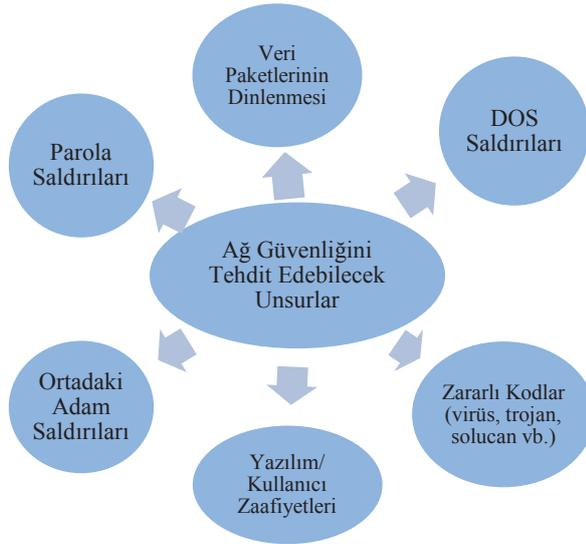 Veri
Paketlerinin
Dinlenmesi
DOS
Saldırıları
Parola
Saldırıları
Ağ Güvenliğini
Tehdit Edebilecek
Unsurlar
Ortadaki
Adam
Saldırıları
Zararlı Kodlar
(virüs, trojan,
solucan vb.)
Yazılım/
Kullanıcı
Zaafiyetleri